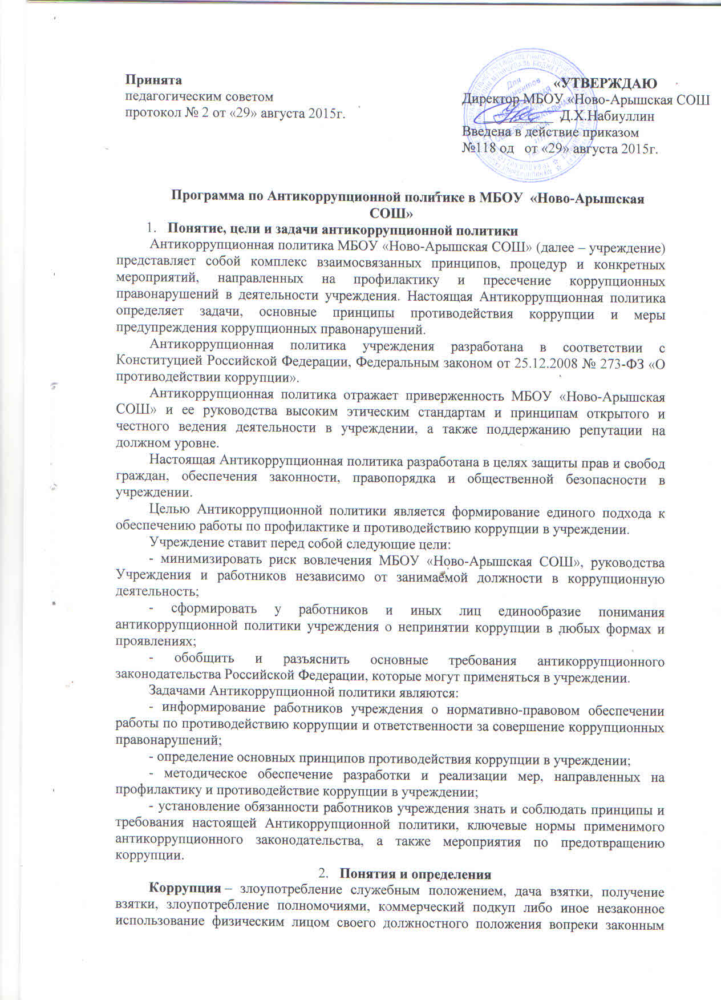 Принята
педагогическим советом
протокол № 2 от «29» августа 2015г.
«УТВЕРЖДАЮ
Директор МБОУ «Ново-Арышская СОШ
Д.Х.Набиуллин
Введена в действие приказом
№118 од от «29» августа 2015г.
Для
документов
Программа по Антикоррупционной политике в МБОУ «Ново-Арышская
СОШ»
1. Понятие, цели и задачи антикоррупционной политики
Антикоррупционная политика МБОУ «Ново-Арышская СОШ» (далее – учреждение)
представляет собой комплекс взаимосвязанных принципов, процедур и конкретных
мероприятий, направленных на профилактику и пресечение коррупционных
правонарушений в деятельности учреждения. Настоящая Антикоррупционная политика
определяет задачи, основные принципы противодействия коррупции и меры
предупреждения коррупционных правонарушений.
Антикоррупционная политика учреждения разработана в соответствии с
Конституцией Российской Федерации, Федеральным законом от 25.12.2008 № 273-ФЗ «О
противодействии коррупции».
Антикоррупционная политика отражает приверженность МБОУ «Ново-Арышская
СОШ» и ее руководства высоким этическим стандартам и принципам открытого и
честного ведения деятельности в учреждении, а также поддержанию репутации на
должном уровне.
Настоящая Антикоррупционная политика разработана в целях защиты прав и свобод
граждан, обеспечения законности, правопорядка и общественной безопасности в
учреждении.
Целью Антикоррупционной политики является формирование единого подхода к
обеспечению работы по профилактике и противодействию коррупции в учреждении.
Учреждение ставит перед собой следующие цели:
- минимизировать риск вовлечения МБОУ «Ново-Арышская СОШ», руководства
Учреждения и работников независимо от занимаемой должности в коррупционную
деятельность;
- сформировать у работников и иных лиц единообразие понимания
антикоррупционной политики учреждения о непринятии коррупции в любых формах и
проявлениях;
- обобщить и разъяснить основные требования антикоррупционного
законодательства Российской Федерации, которые могут применяться в учреждении.
Задачами Антикоррупционной политики являются:
- информирование работников учреждения о нормативно-правовом обеспечении
работы по противодействию коррупции и ответственности за совершение коррупционных
правонарушений;
- определение основных принципов противодействия коррупции в учреждении;
- методическое обеспечение разработки и реализации мер, направленных на
профилактику и противодействие коррупции в учреждении;
- установление обязанности работников учреждения знать и соблюдать принципы и
требования настоящей Антикоррупционной политики, ключевые нормы применимого
антикоррупционного законодательства, а также мероприятия по предотвращению
коррупции.
2. Понятия и определения
Коррупция – злоупотребление служебным положением, дача взятки, получение
взятки, злоупотребление полномочиями, коммерческий подкуп либо иное незаконное
использование физическим лицом своего должностного положения вопреки законным